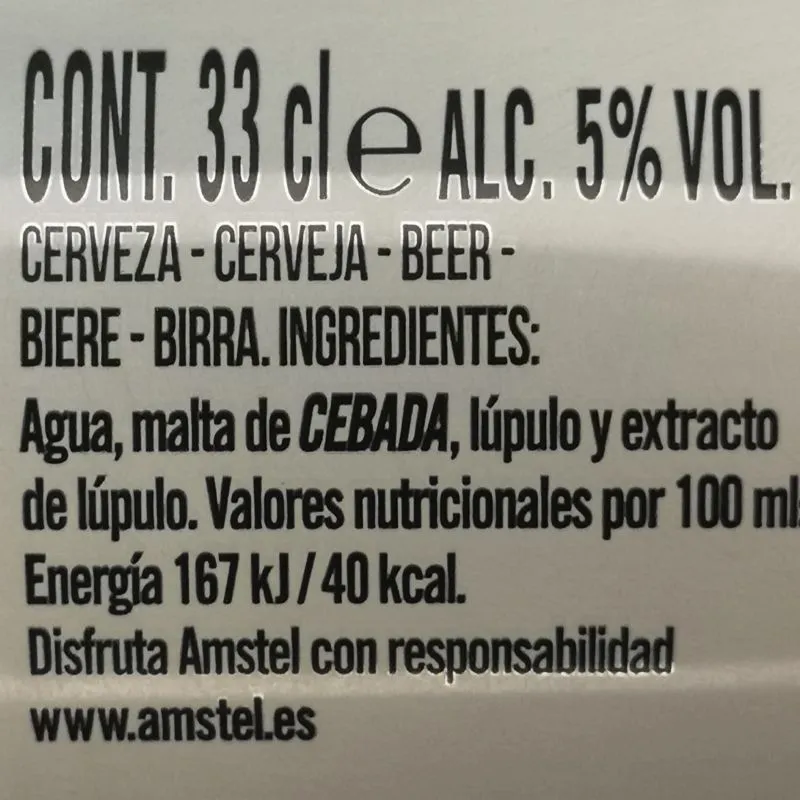 CONT. 33 cl e ALC. 5% VOL.
CERVEZA - CERVEJA - BEER -
BIERE - BIRRA. INGREDIENTES:
Agua, malta de CEBADA, lúpulo y extracto
de lúpulo. Valores nutricionales por 100 ml:
Energía 167 kJ / 40 kcal.
Disfruta Amstel con responsabilidad
www.amstel.es